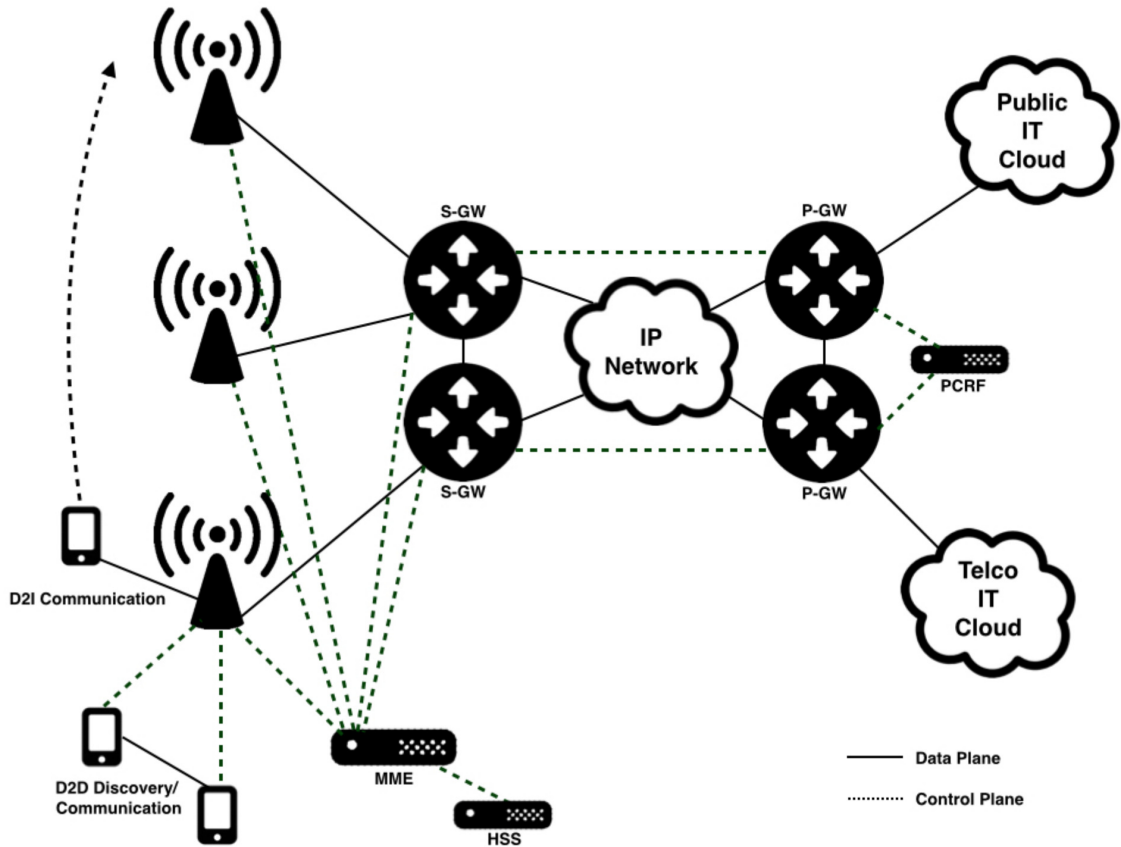 Public
IT
Cloud
S-GW
P-GW
IP
Network
PCRF
S-GW
P-GW
D2I Communication
Telco
IT
Cloud
D2D Discovery/
Communication
MME
HSS
Data Plane
Control Plane